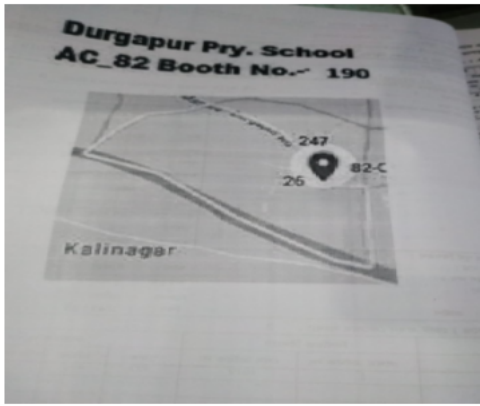 Durgapur Pry. School
AC_82 Booth No.- 190
247
82-C
26
Kalinagar